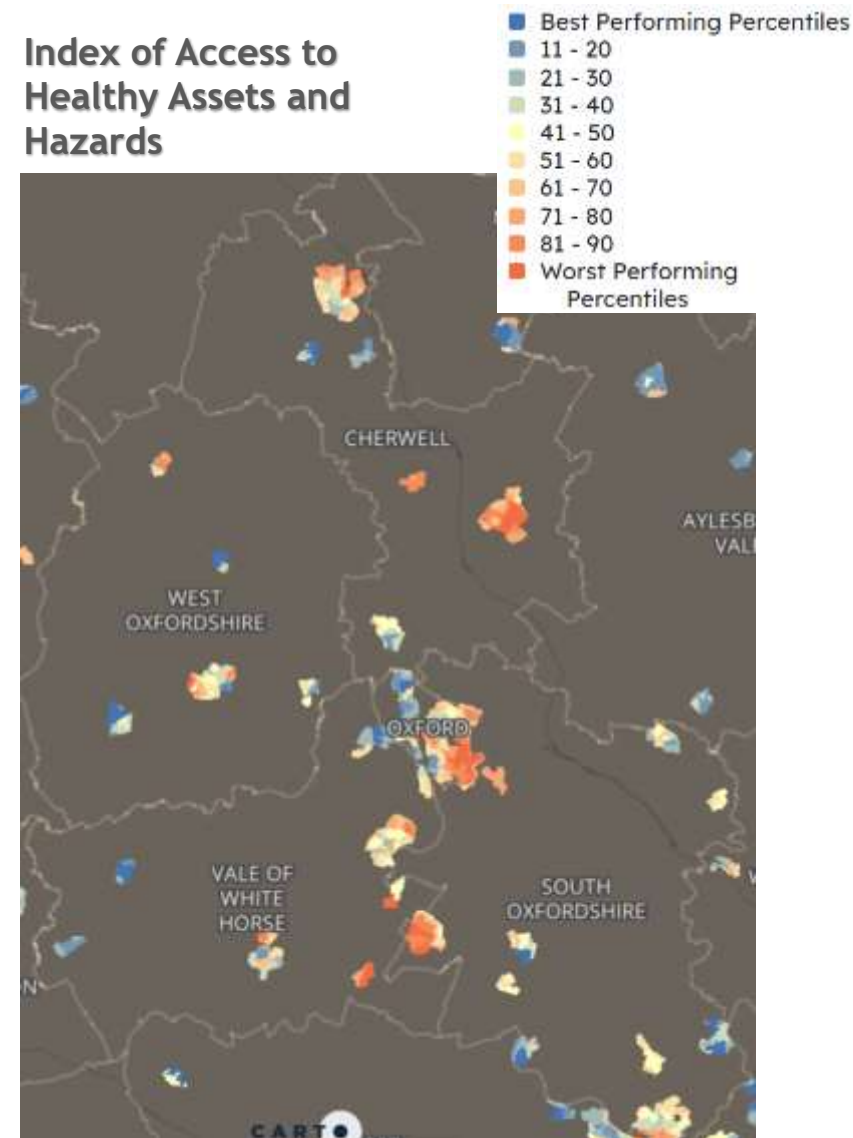 Index of Access to
Healthy Assets and
Hazards
Best Performing Percentiles
11 - 20
21 - 30
31 - 40
41 - 50
51 - 60
61 - 70
71 - 80
81 - 90
Worst Performing
Percentiles
CHERWELL
AYLESB
VAL
WEST
OXFORDSHIRE
OXFORD
VALE OF
WHITE
HORSE
SOUTH
OXFORDSHIRE
N
CART